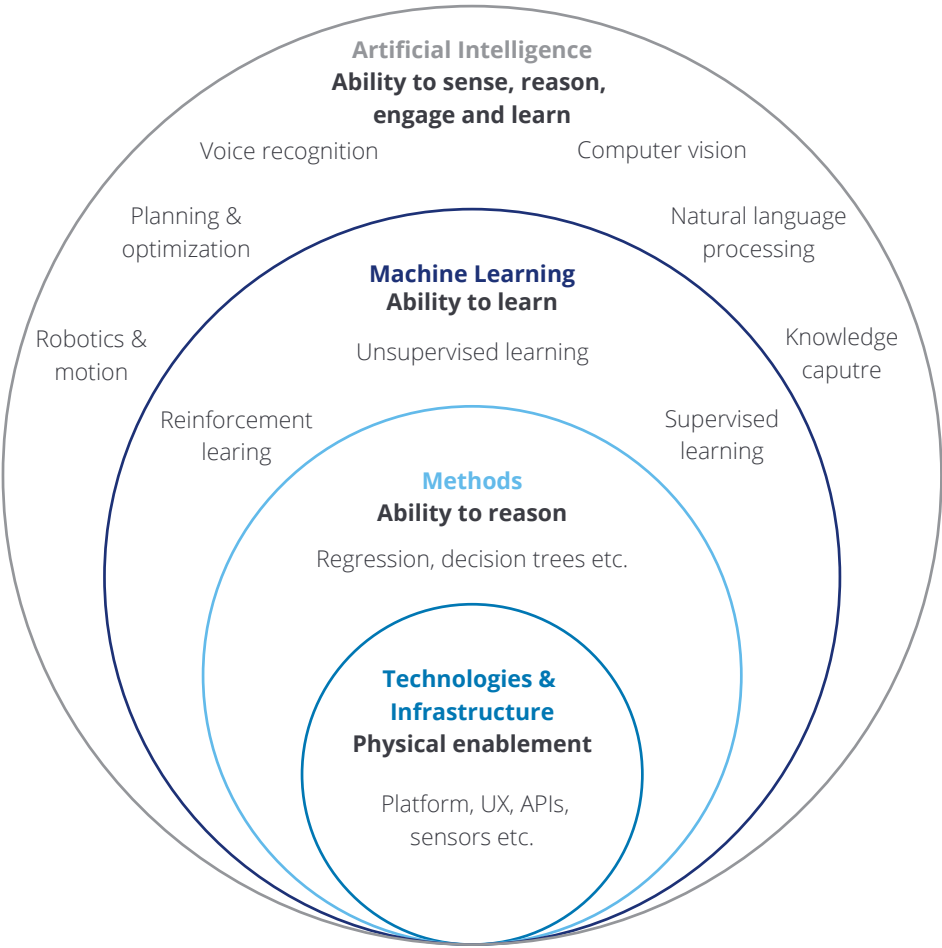 Artificial Intelligence
Ability to sense, reason,
engage and learn
Voice recognition
Computer vision
Planning &
optimization
Natural language
processing
Machine Learning
Ability to learn
Robotics &
motion
Unsupervised learning
Knowledge
caputre
Reinforcement
learing
Supervised
learning
Methods
Ability to reason
Regression, decision trees etc.
Technologies &
Infrastructure
Physical enablement
Platform, UX, APIs,
sensors etc.